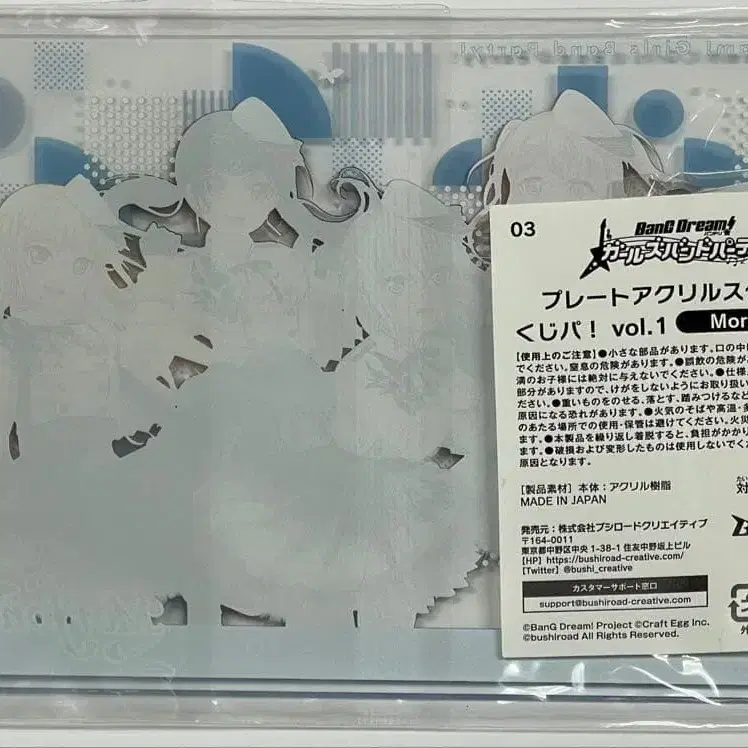 am! Girls Band Party!
03
BanG Dream!
バンドリ!
ガールズバンドパーテ
プレートアクリルス
くじパ! vol.1 Mor
【使用上のご注意】●小さな部品があります。口の中
でください。窒息の危険があります。●誤飲の危険が
満のお子様には絶対に与えないでください。●仕様
部分がありますので、けがをしないようにお取り扱い
ださい。●重いものをのせる、落とす、踏みつけるなど
原因になる恐れがあります。●火気のそばや高温・多
のあたる場所での使用・保管は避けてください。火災
ます。●本製品を繰り返し着脱すると、負担がかかり
ます。●破損および変形したものは使用しないでくだ
原因となります。
［製品素材］本体：アクリル樹脂
MADE IN JAPAN
たい
対
発売元：株式会社ブシロードクリエイティブ
〒164-0011
東京都中野区中央 1-38-1 住友中野坂上ビル
【HP】https://bushiroad-creative.com/
【Twitter】@bushi_creative
カスタマーサポート窓口
support@bushiroad-creative.com
©BanG Dream! Project ©Craft Egg Inc.
©bushiroad All Rights Reserved.
外